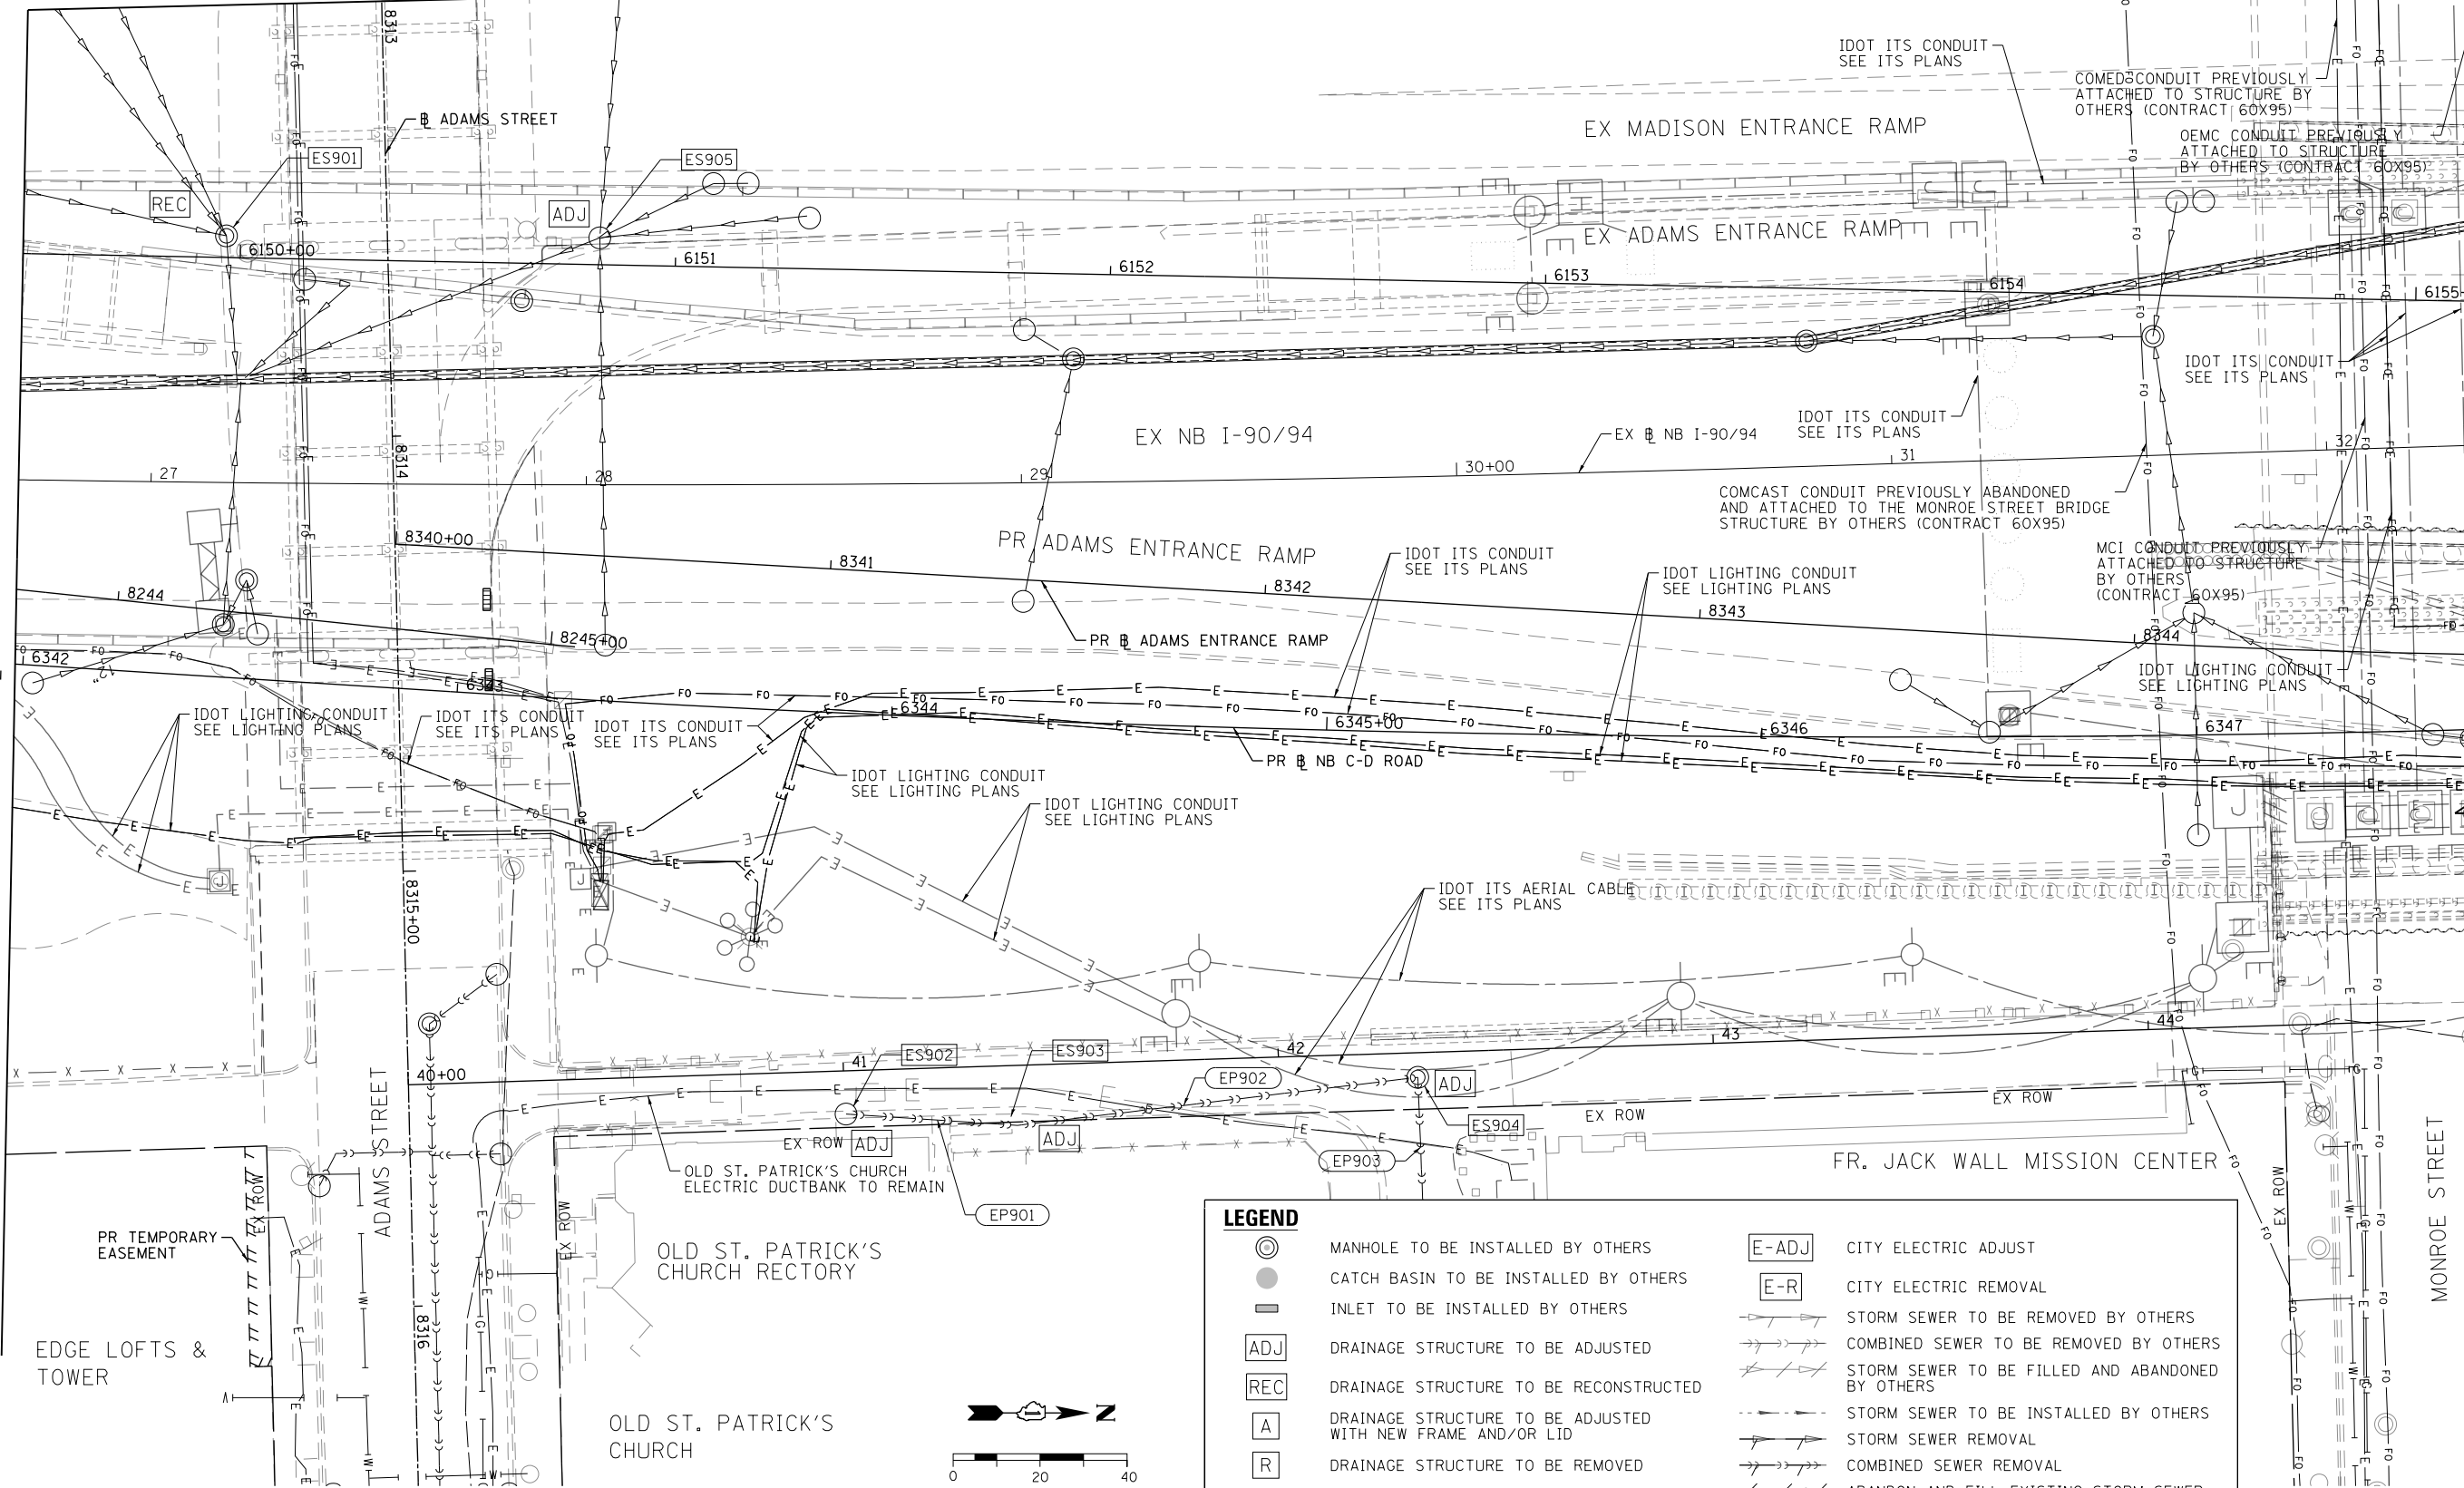 8313
IDOT ITS CONDUIT
SEE ITS PLANS
COMED CONDUIT PREVIOUSLY
ATTACHED TO STRUCTURE BY
OTHERS (CONTRACT 60X95)
℄ ADAMS STREET
EX MADISON ENTRANCE RAMP
OEMC CONDUIT PREVIOUSLY
ATTACHED TO STRUCTURE
BY OTHERS (CONTRACT 60X95)
ES901
ES905
REC
ADJ
EX ADAMS ENTRANCE RAMP
6150+00
6151
6152
6153
6154
6155
IDOT ITS CONDUIT
SEE ITS PLANS
IDOT ITS CONDUIT
SEE ITS PLANS
EX NB I-90/94
EX ℄ NB I-90/94
8314
27
28
29
30+00
31
32
COMCAST CONDUIT PREVIOUSLY ABANDONED
AND ATTACHED TO THE MONROE STREET BRIDGE
STRUCTURE BY OTHERS (CONTRACT 60X95)
8340+00
8341
8342
8343
8344
PR ADAMS ENTRANCE RAMP
IDOT ITS CONDUIT
SEE ITS PLANS
IDOT LIGHTING CONDUIT
SEE LIGHTING PLANS
MCI CONDUIT PREVIOUSLY
ATTACHED TO STRUCTURE
BY OTHERS
(CONTRACT 60X95)
8244
8245+00
PR ℄ ADAMS ENTRANCE RAMP
6342
6343
6344
6345+00
6346
6347
12"
IDOT LIGHTING CONDUIT
SEE LIGHTING PLANS
IDOT LIGHTING CONDUIT
SEE LIGHTING PLANS
IDOT ITS CONDUIT
SEE ITS PLANS
IDOT ITS CONDUIT
SEE ITS PLANS
PR ℄ NB C-D ROAD
IDOT LIGHTING CONDUIT
SEE LIGHTING PLANS
IDOT LIGHTING CONDUIT
SEE LIGHTING PLANS
IDOT ITS AERIAL CABLE
SEE ITS PLANS
8315+00
40+00
41
42
43
44
ES902
ES903
EP902
ADJ
ES904
EX ROW
EX ROW
EX ROW
ADJ
ADJ
EP903
EP901
OLD ST. PATRICK'S CHURCH
ELECTRIC DUCTBANK TO REMAIN
FR. JACK WALL MISSION CENTER
ADAMS STREET
MONROE STREET
EX ROW
EX ROW
EX ROW
PR TEMPORARY
EASEMENT
OLD ST. PATRICK'S
CHURCH RECTORY
8316
EDGE LOFTS &
TOWER
OLD ST. PATRICK'S
CHURCH
N
0 20 40
LEGEND
MANHOLE TO BE INSTALLED BY OTHERS
CATCH BASIN TO BE INSTALLED BY OTHERS
INLET TO BE INSTALLED BY OTHERS
ADJ DRAINAGE STRUCTURE TO BE ADJUSTED
REC DRAINAGE STRUCTURE TO BE RECONSTRUCTED
A DRAINAGE STRUCTURE TO BE ADJUSTED
WITH NEW FRAME AND/OR LID
R DRAINAGE STRUCTURE TO BE REMOVED
E-ADJ CITY ELECTRIC ADJUST
E-R CITY ELECTRIC REMOVAL
STORM SEWER TO BE REMOVED BY OTHERS
COMBINED SEWER TO BE REMOVED BY OTHERS
STORM SEWER TO BE FILLED AND ABANDONED
BY OTHERS
STORM SEWER TO BE INSTALLED BY OTHERS
STORM SEWER REMOVAL
COMBINED SEWER REMOVAL